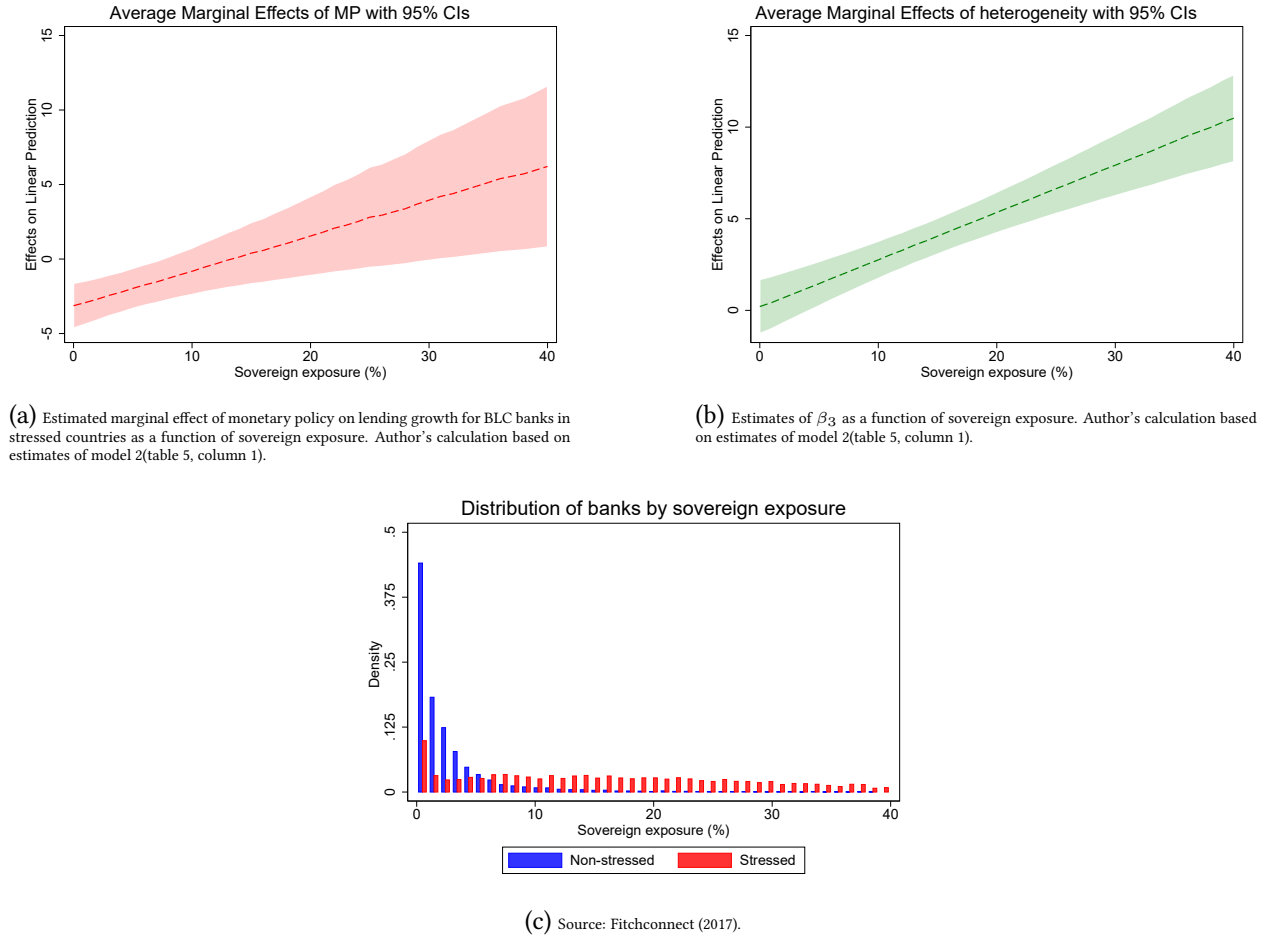 Average Marginal Effects of MP with 95% CIs
Effects on Linear Prediction
15
10
5
0
-5
0 10 20 30 40
Sovereign exposure (%)
(a) Estimated marginal effect of monetary policy on lending growth for BLC banks in
stressed countries as a function of sovereign exposure. Author's calculation based on
estimates of model 2(table 5, column 1).
Average Marginal Effects of heterogeneity with 95% CIs
Effects on Linear Prediction
15
10
5
0
0 10 20 30 40
Sovereign exposure (%)
(b) Estimates of β₃ as a function of sovereign exposure. Author's calculation based
on estimates of model 2(table 5, column 1).
Distribution of banks by sovereign exposure
Density
.5
.375
.25
.125
0
0 10 20 30 40
Sovereign exposure (%)
Non-stressed Stressed
(c) Source: Fitchconnect (2017).